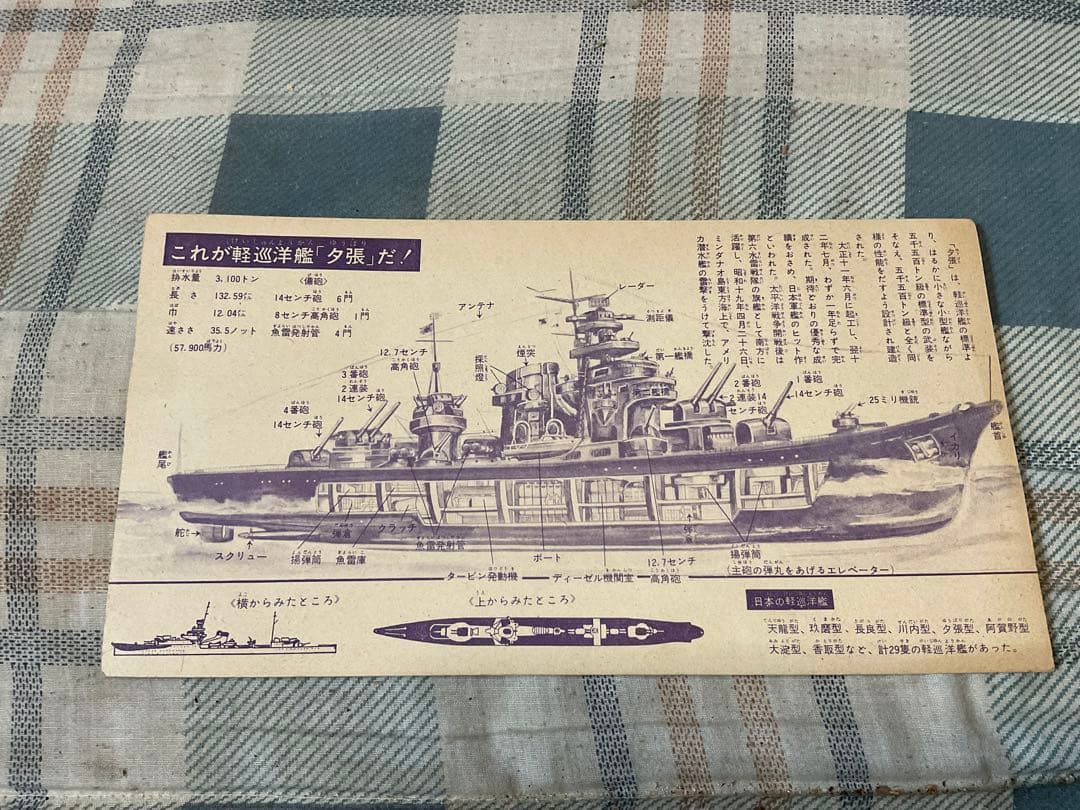 これが軽巡洋艦「夕張」だ！
排水量 3,100トン
長さ 132.59㍍
巾 12.04㍍
速さ 35.5ノット
(57,900馬力)
〈備砲〉
14センチ砲 6門
8センチ高角砲 1門
魚雷発射管 4門
「夕張」は、軽巡洋艦の標準よ
り、はるかに小さな小型艦ながら
五千五百トン級の標準型の武装を
そなえ、五千五百トン級と全く同
様の性能をだすよう設計され建造
された。
大正十一年六月に起工し、翌十
二年七月、わずか一年足らずで完
成された。期待どおりの優秀な成
績をおさめ、日本軍艦のヒット作
といわれた。太平洋戦争開戦後は
第六水雷戦隊の旗艦として南方に
活躍し、昭和十九年四月二十六日
ミンダナオ島東方海上で、アメリ
カ潜水艦の雷撃をうけて撃沈した
レーダー
測距儀
アンテナ
第一艦橋
艦橋
煙突
探照燈
12.7センチ
高角砲
3番砲
2連装
14センチ砲
4番砲
14センチ砲
2番砲
2連装14
センチ砲
1番砲
14センチ砲
25ミリ機銃
艦首
イカリ
艦尾
舵
スクリュー
弾倉
揚弾筒
クラッチ
魚雷庫
魚雷発射管
タービン発動機
ボート
ディーゼル機関室
12.7センチ
高角砲
弾倉
揚弾筒
(主砲の弾丸をあげるエレベーター)
《横からみたところ》
《上からみたところ》
日本の軽巡洋艦
天龍型、玖磨型、長良型、川内型、夕張型、阿賀野型
大淀型、香取型など、計29隻の軽巡洋艦があった。